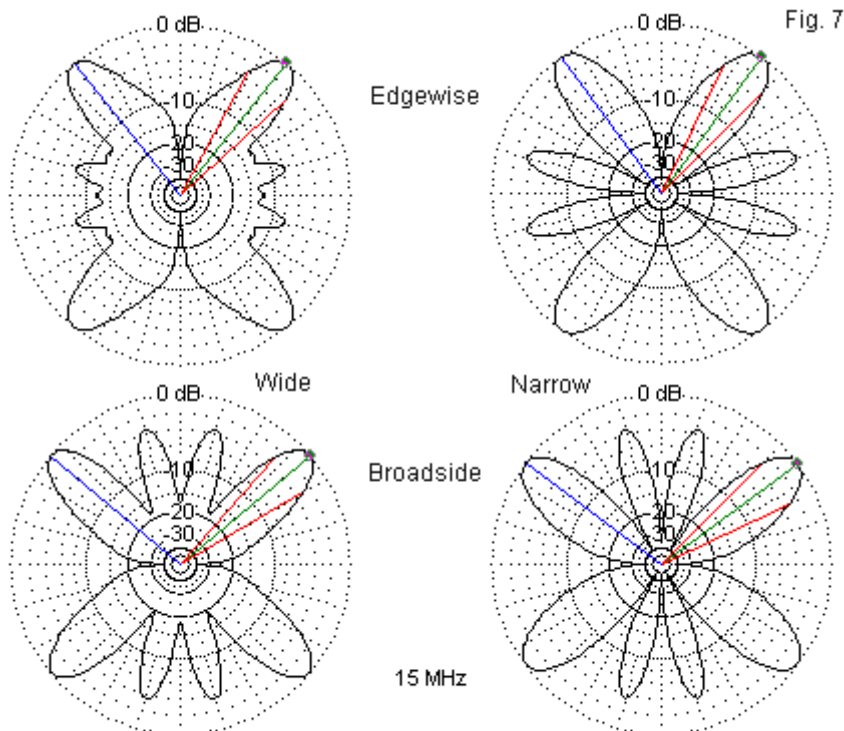 0 dB 0 dB Fig. 7
-10 Edgewise 10
20 20
30 30
Wide Narrow
0 dB 0 dB
10 Broadside 10
-20 20
-30 30
15 MHz